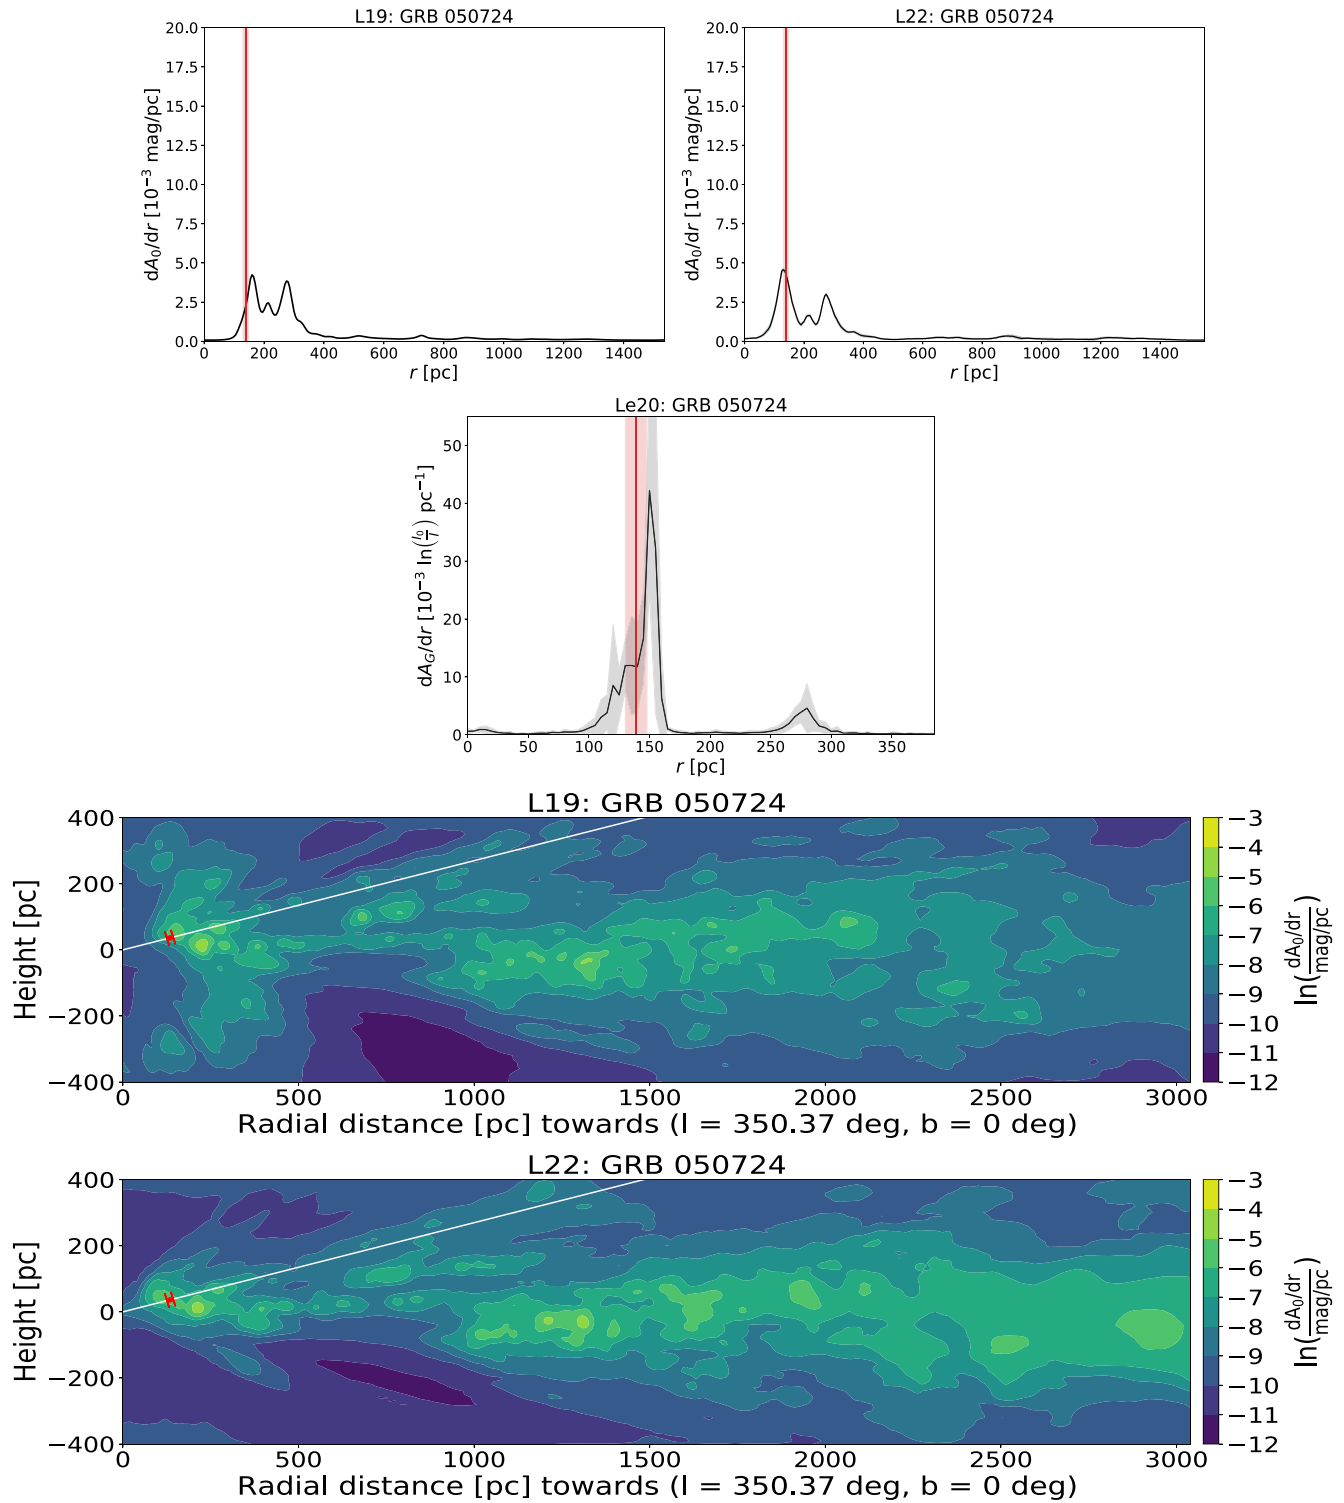 L19: GRB 050724
20.0
17.5
15.0
12.5
10.0
7.5
5.0
2.5
0.0
dA₀/dr [10⁻³ mag/pc]
0 200 400 600 800 1000 1200 1400
r [pc]
L22: GRB 050724
20.0
17.5
15.0
12.5
10.0
7.5
5.0
2.5
0.0
dA₀/dr [10⁻³ mag/pc]
0 200 400 600 800 1000 1200 1400
r [pc]
Le20: GRB 050724
50
40
30
20
10
0
dA_G/dr [10⁻³ ln(I₀/I) pc⁻¹]
0 50 100 150 200 250 300 350
r [pc]
L19: GRB 050724
400
200
0
−200
−400
Height [pc]
0 500 1000 1500 2000 2500 3000
Radial distance [pc] towards (l = 350.37 deg, b = 0 deg)
−3
−4
−5
−6
−7
−8
−9
−10
−11
−12
ln(dA₀/dr / mag/pc)
L22: GRB 050724
400
200
0
−200
−400
Height [pc]
0 500 1000 1500 2000 2500 3000
Radial distance [pc] towards (l = 350.37 deg, b = 0 deg)
−3
−4
−5
−6
−7
−8
−9
−10
−11
−12
ln(dA₀/dr / mag/pc)